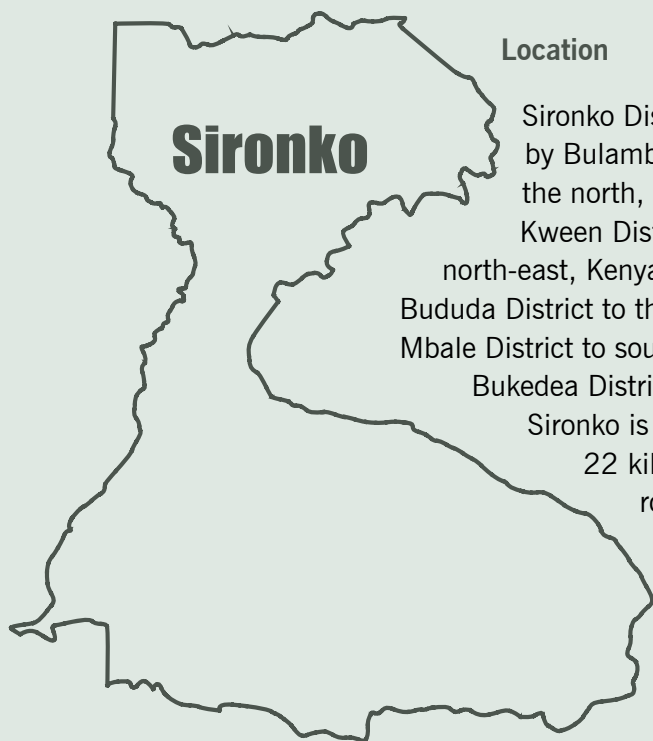 Location
Sironko
Sironko Dis
by Bulamb
the north,
Kween Dist
north-east, Kenya
Bududa District to th
Mbale District to sou
Bukedea Distri
Sironko is
22 kil
ro